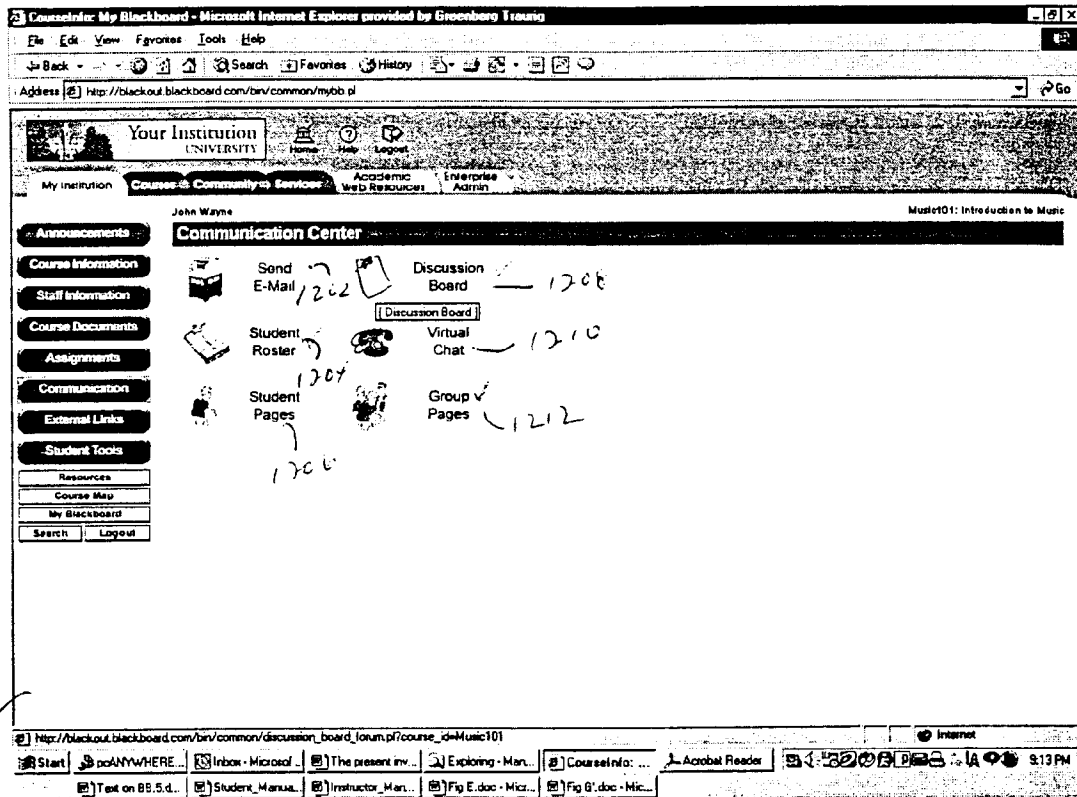 CourseInfo: My Blackboard - Microsoft Internet Explorer provided by Greenberg Traurig
File Edit View Favorites Tools Help
Back Search Favorites History
Address http://blackout.blackboard.com/bin/common/mybb.pl Go
Your Institution
UNIVERSITY
Home Help Logout
My Institution Courses Community Services Academic Web Resources Enterprise Admin
John Wayne Music101: Introduction to Music
Announcements
Communication Center
Course Information
Send E-Mail 1202
Discussion Board 1208
Staff Information
[ Discussion Board ]
Course Documents
Student Roster 1204
Virtual Chat 1210
Assignments
Communication
Student Pages 1206
Group Pages 1212
External Links
Student Tools
Resources
Course Map
My Blackboard
Search Logout
http://blackout.blackboard.com/bin/common/discussion_board_forum.pl?course_id=Music101 Internet
Start pcANYWHERE... Inbox - Microsof... The present inv... Exploring - Man... CourseInfo: ... Acrobat Reader 9:13 PM
Text on BB.5.d... Student_Manua... Instructor_Man... Fig E.doc - Micr... Fig G'.doc - Mic...